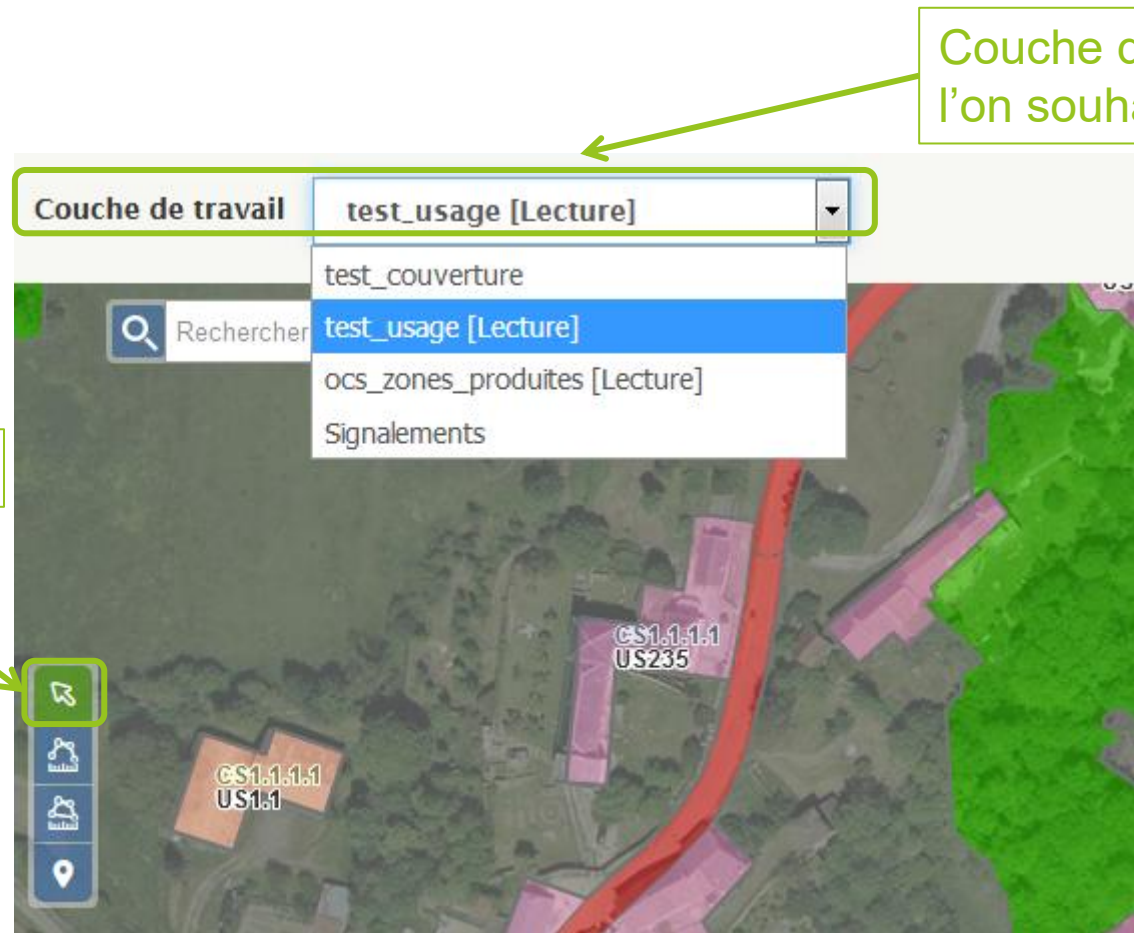 Couche d
l’on souha
Couche de travail test_usage [Lecture]
test_couverture
Rechercher test_usage [Lecture]
ocs_zones_produites [Lecture]
Signalements
CS1.1.1.1
US235
CS1.1.1.1
US1.1